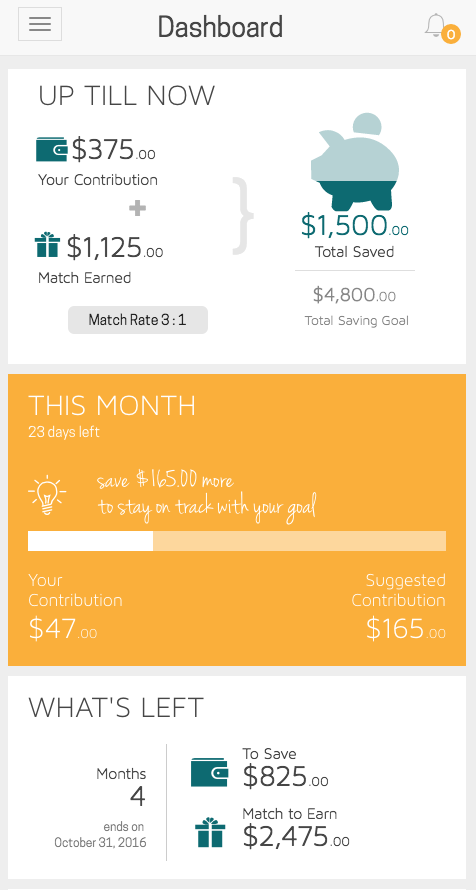 Dashboard
0
UP TILL NOW
$375.00
Your Contribution
+
$1,125.00
Match Earned
Match Rate 3 : 1
}
$1,500.00
Total Saved
$4,800.00
Total Saving Goal
THIS MONTH
23 days left
save $165.00 more
to stay on track with your goal
Your
Contribution
$47.00
Suggested
Contribution
$165.00
WHAT'S LEFT
Months
4
ends on
October 31, 2016
To Save
$825.00
Match to Earn
$2,475.00